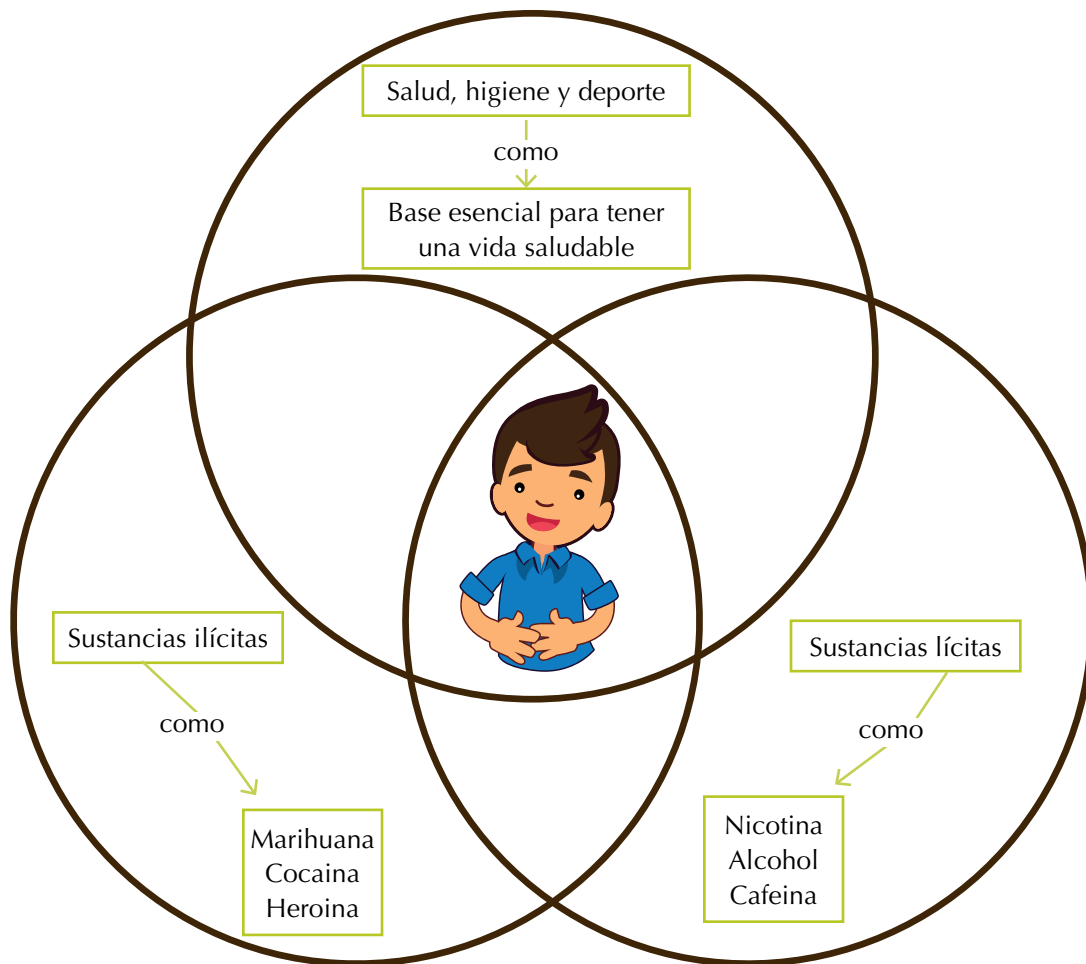 Salud, higiene y deporte
como
Base esencial para tener
una vida saludable
Sustancias ilícitas
como
Marihuana
Cocaina
Heroina
Sustancias lícitas
como
Nicotina
Alcohol
Cafeina